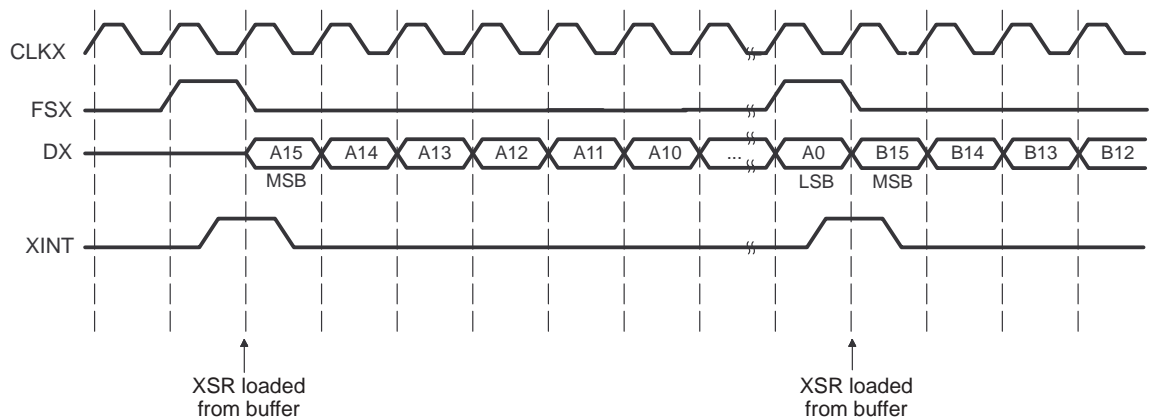 CLKX
FSX
DX
A15 A14 A13 A12 A11 A10 ... A0 B15 B14 B13 B12
MSB LSB MSB
XINT
XSR loaded
from buffer
XSR loaded
from buffer